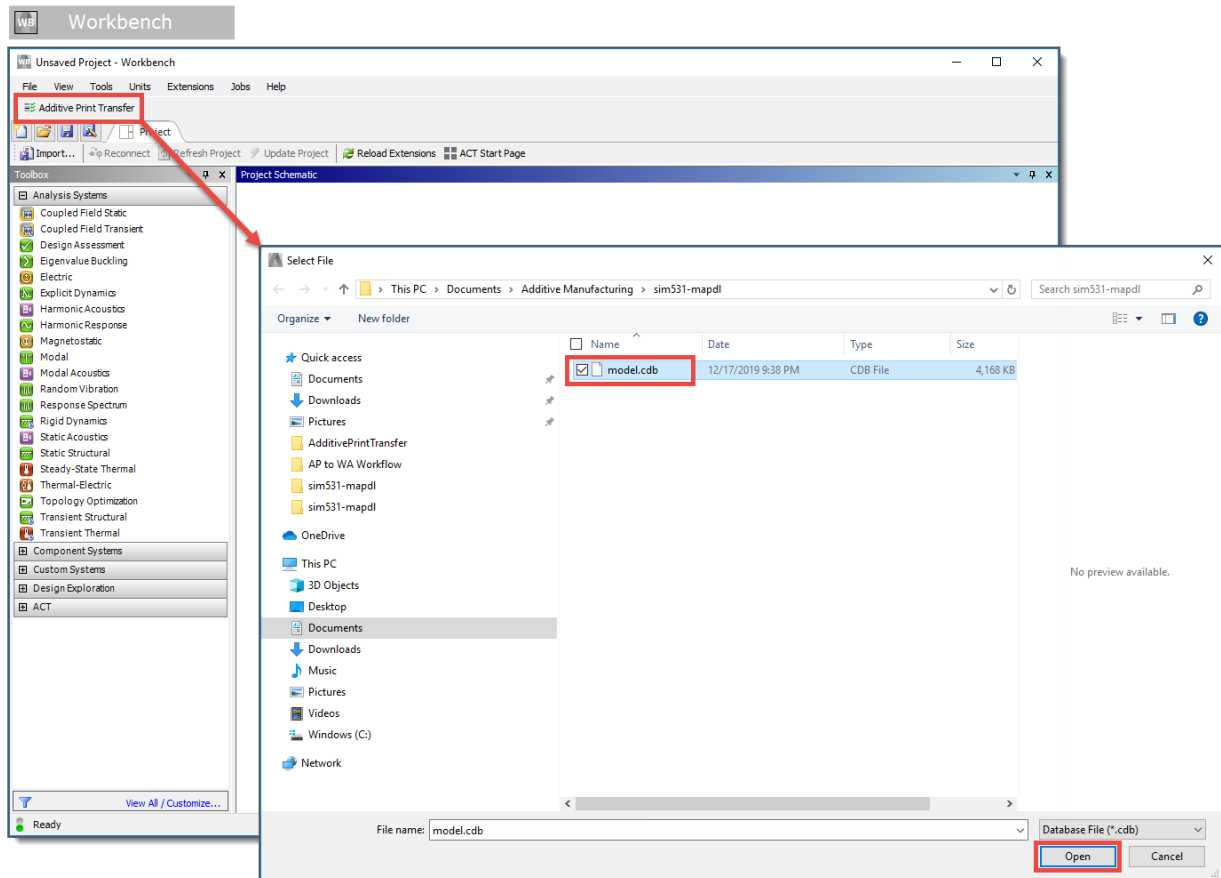 WB Workbench
Unsaved Project - Workbench
File View Tools Units Extensions Jobs Help
Additive Print Transfer
Project
Import... Reconnect Refresh Project Update Project Reload Extensions ACT Start Page
Toolbox
Project Schematic
Analysis Systems
Coupled Field Static
Coupled Field Transient
Design Assessment
Eigenvalue Buckling
Electric
Explicit Dynamics
Harmonic Acoustics
Harmonic Response
Magnetostatic
Modal
Modal Acoustics
Random Vibration
Response Spectrum
Rigid Dynamics
Static Acoustics
Static Structural
Steady-State Thermal
Thermal-Electric
Topology Optimization
Transient Structural
Transient Thermal
Component Systems
Custom Systems
Design Exploration
ACT
View All / Customize...
Ready
Select File
This PC > Documents > Additive Manufacturing > sim531-mapdl
Search sim531-mapdl
Organize New folder
Name Date Type Size
model.cdb 12/17/2019 9:38 PM CDB File 4,168 KB
Quick access
Documents
Downloads
Pictures
AdditivePrintTransfer
AP to WA Workflow
sim531-mapdl
sim531-mapdl
OneDrive
This PC
3D Objects
Desktop
Documents
Downloads
Music
Pictures
Videos
Windows (C:)
Network
No preview available.
File name: model.cdb Database File (*.cdb)
Open Cancel